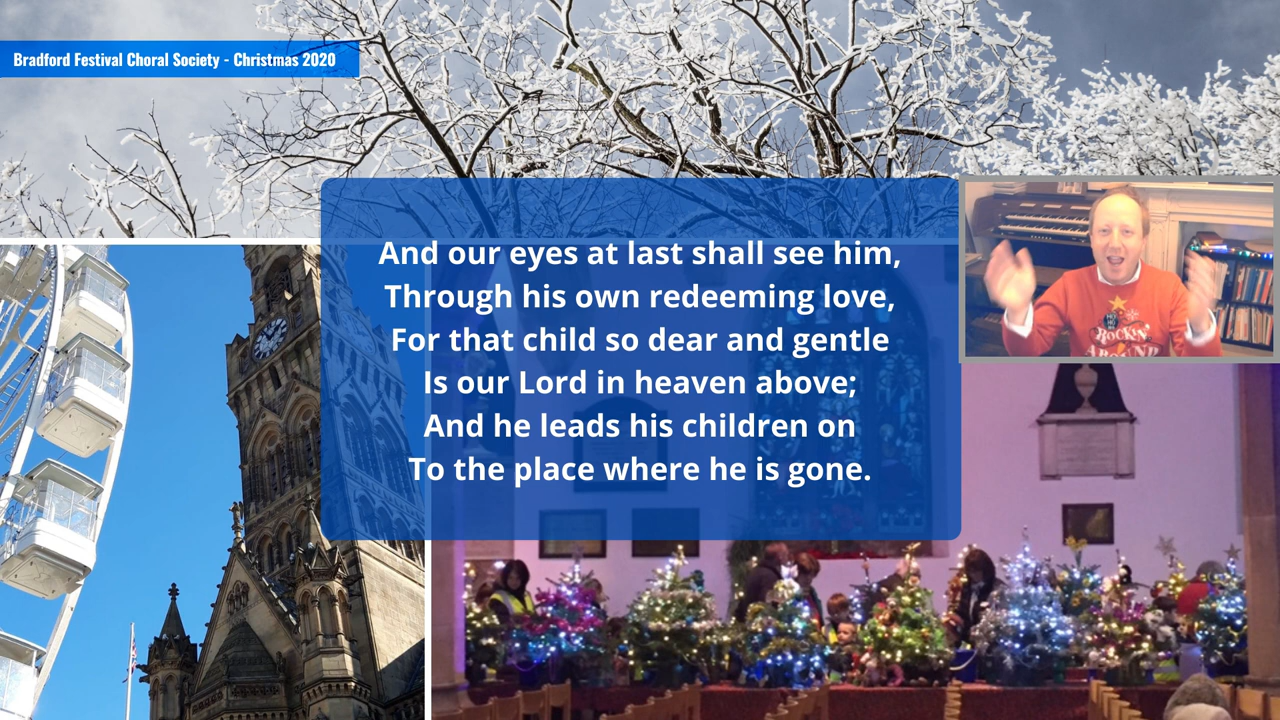 Bradford Festival Choral Society - Christmas 2020
And our eyes at last shall see him,
Through his own redeeming love,
For that child so dear and gentle
Is our Lord in heaven above;
And he leads his children on
To the place where he is gone.
ROCKIN'
AROUND